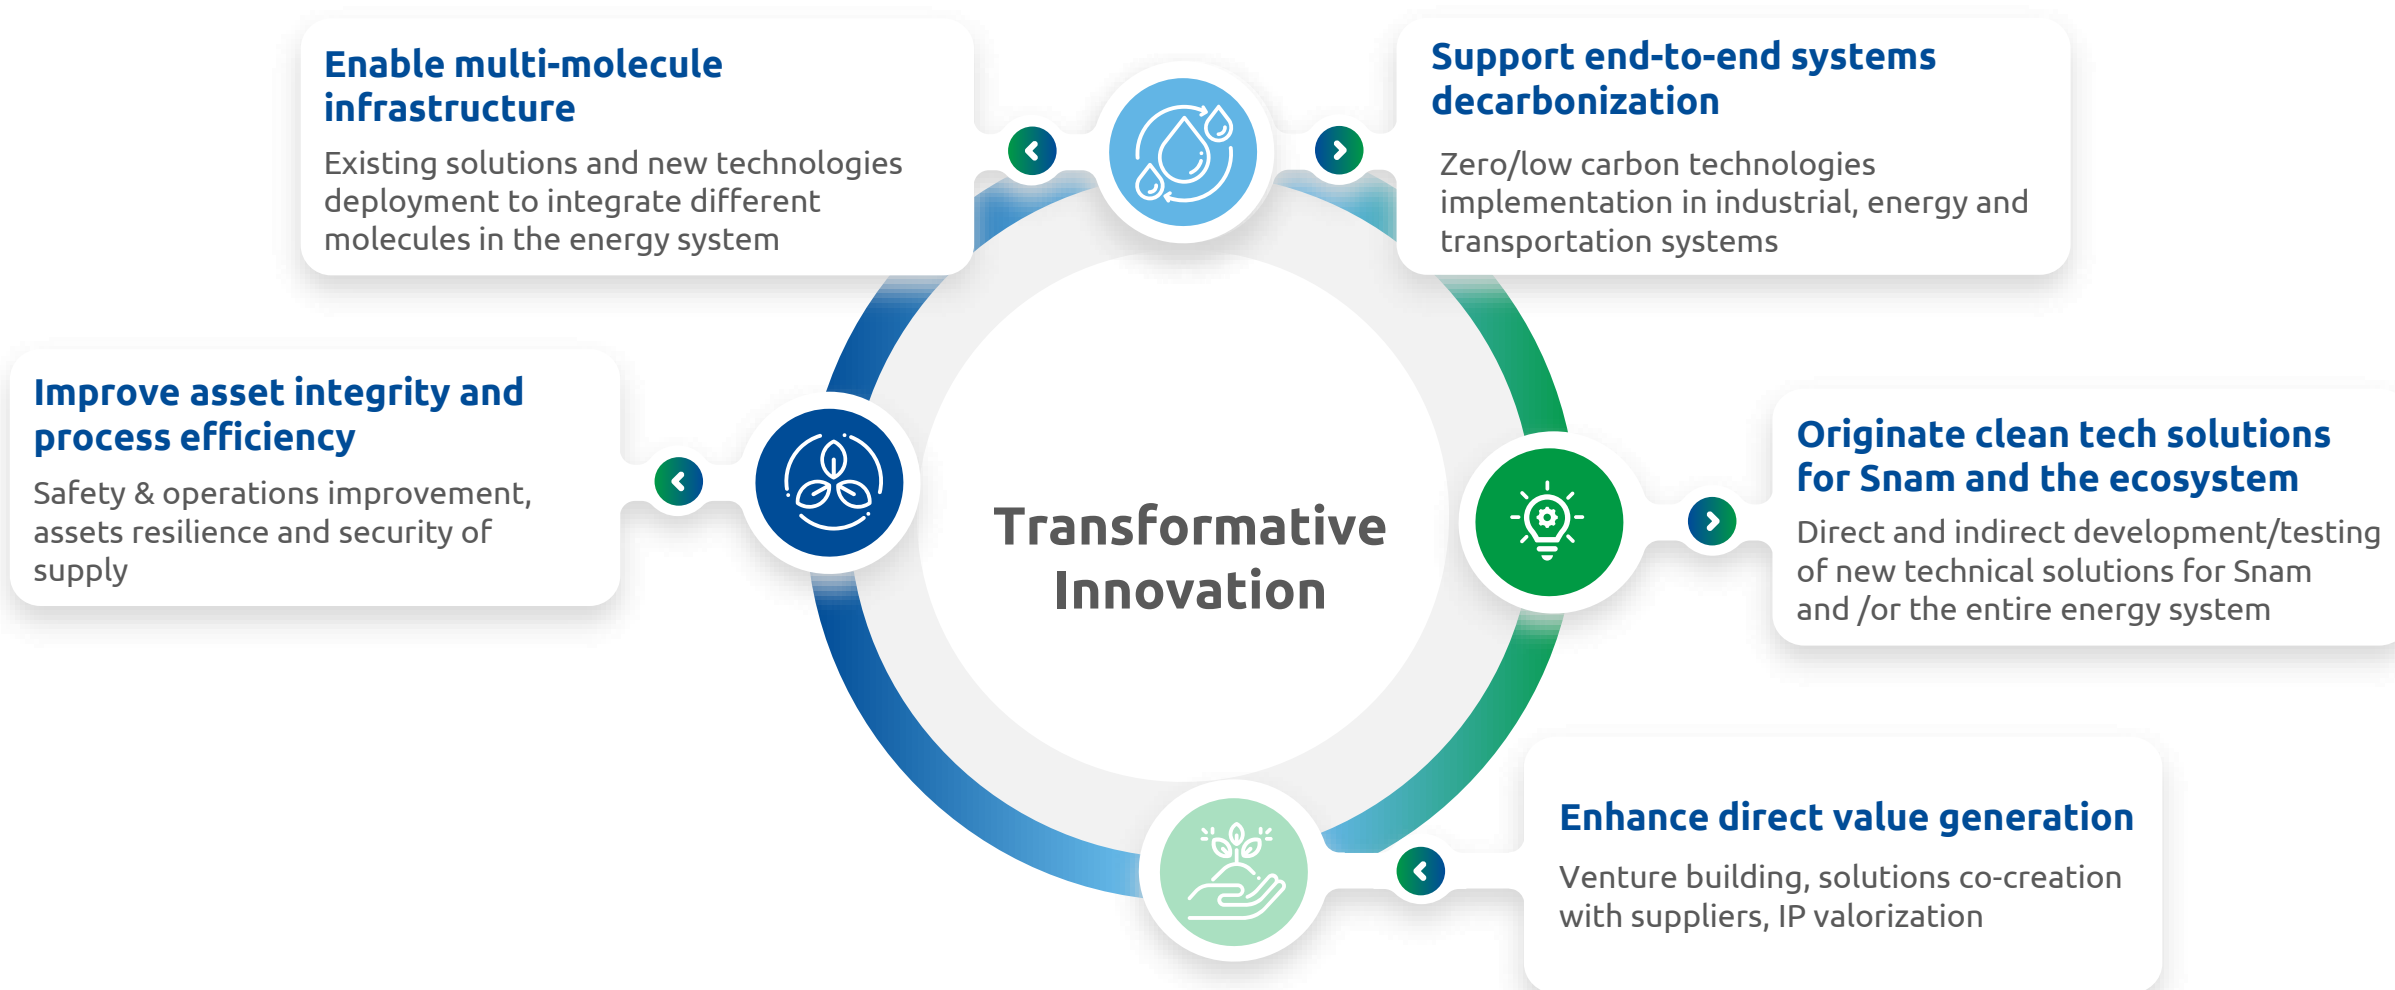 Enable multi-molecule
infrastructure
Existing solutions and new technologies
deployment to integrate different
molecules in the energy system
Support end-to-end systems
decarbonization
Zero/low carbon technologies
implementation in industrial, energy and
transportation systems
Improve asset integrity and
process efficiency
Safety & operations improvement,
assets resilience and security of
supply
Transformative
Innovation
Originate clean tech solutions
for Snam and the ecosystem
Direct and indirect development/testing
of new technical solutions for Snam
and /or the entire energy system
Enhance direct value generation
Venture building, solutions co-creation
with suppliers, IP valorization